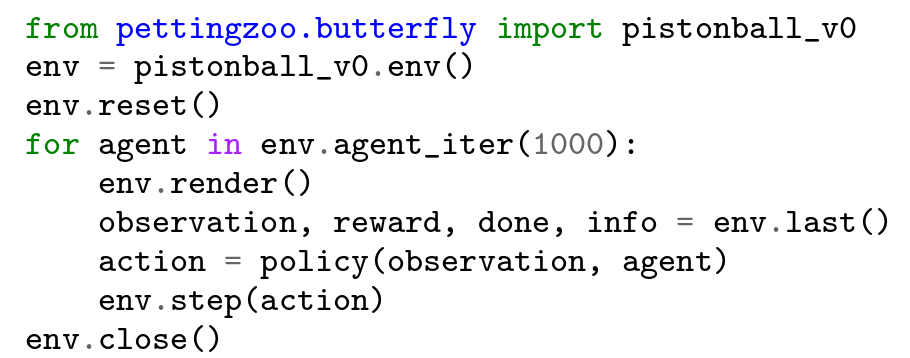 from pettingzoo.butterfly import pistonball_v0
env = pistonball_v0.env()
env.reset()
for agent in env.agent_iter(1000):
    env.render()
    observation, reward, done, info = env.last()
    action = policy(observation, agent)
    env.step(action)
env.close()